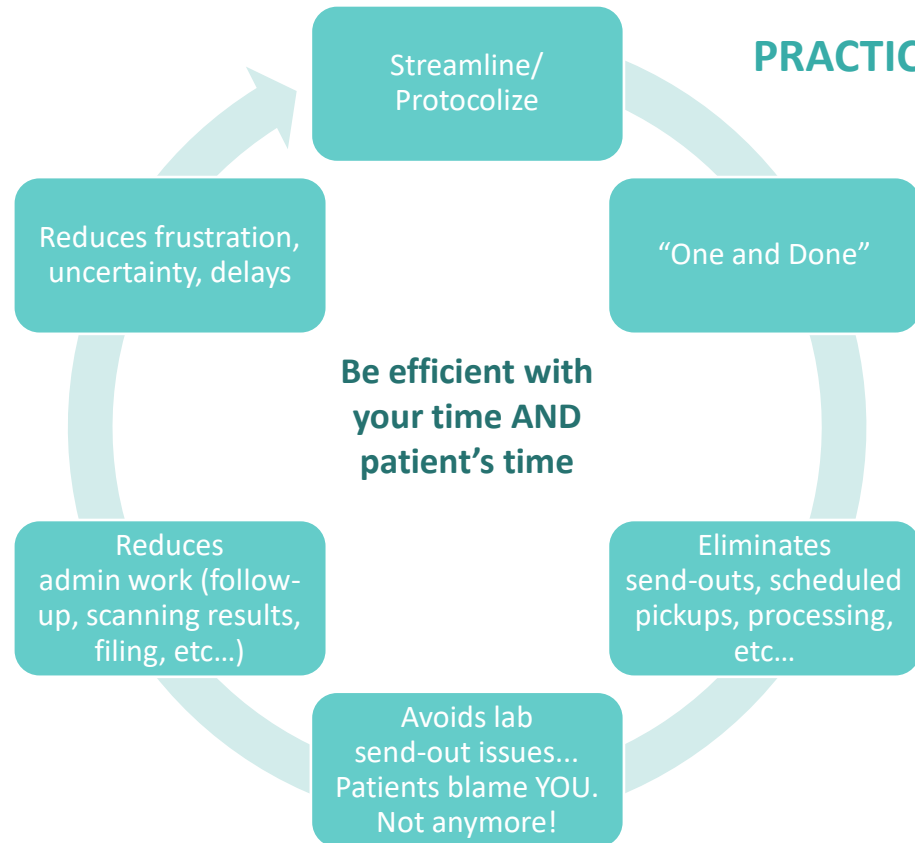 PRACTIC
Streamline/
Protocolize
“One and Done”
Eliminates
send-outs, scheduled
pickups, processing,
etc…
Avoids lab
send-out issues...
Patients blame YOU.
Not anymore!
Reduces
admin work (follow-
up, scanning results,
filing, etc…)
Reduces frustration,
uncertainty, delays
Be efficient with
your time AND
patient’s time